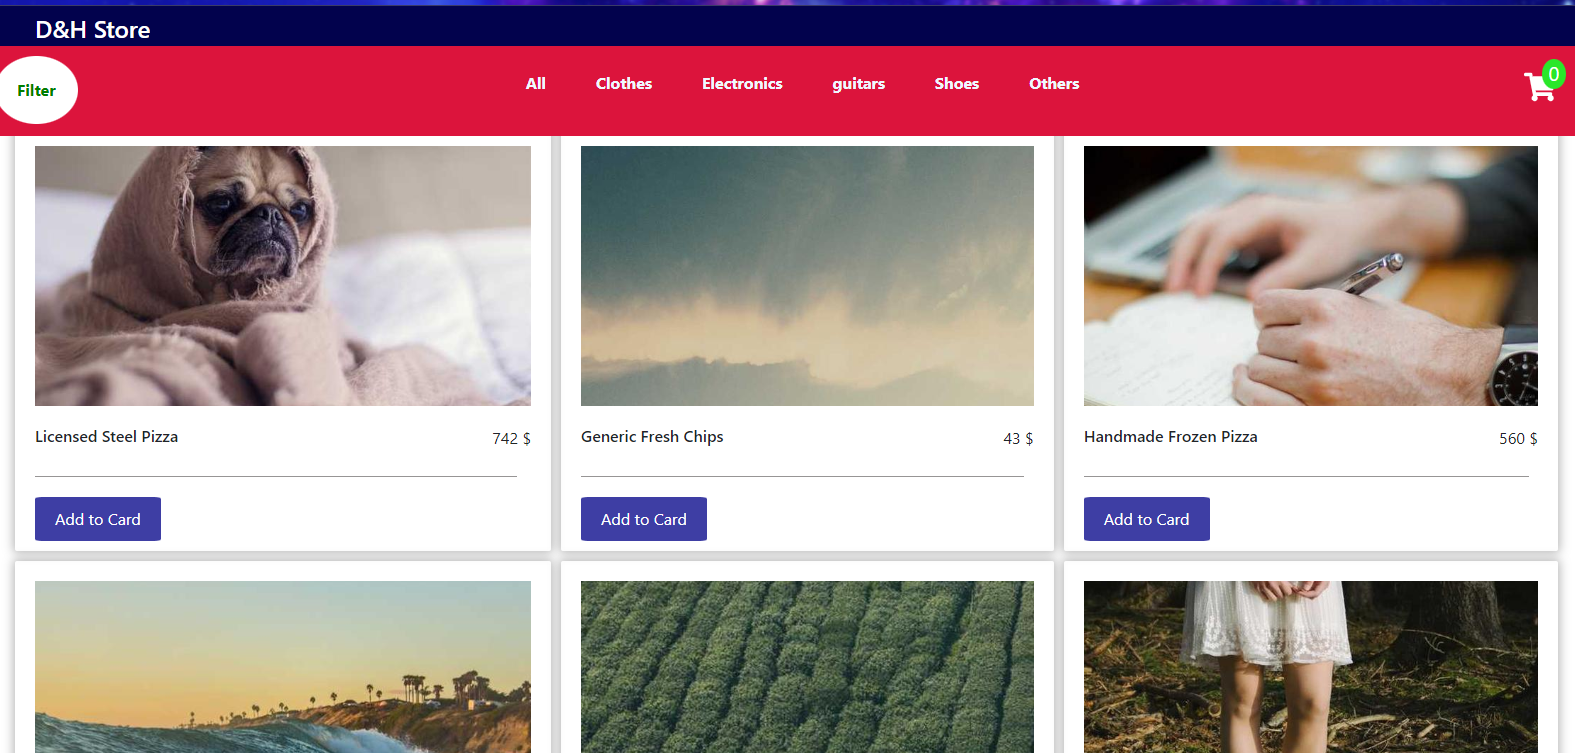 D&H Store
Filter
All Clothes Electronics guitars Shoes Others
0
Licensed Steel Pizza 742 $
Generic Fresh Chips 43 $
Handmade Frozen Pizza 560 $
Add to Card
Add to Card
Add to Card